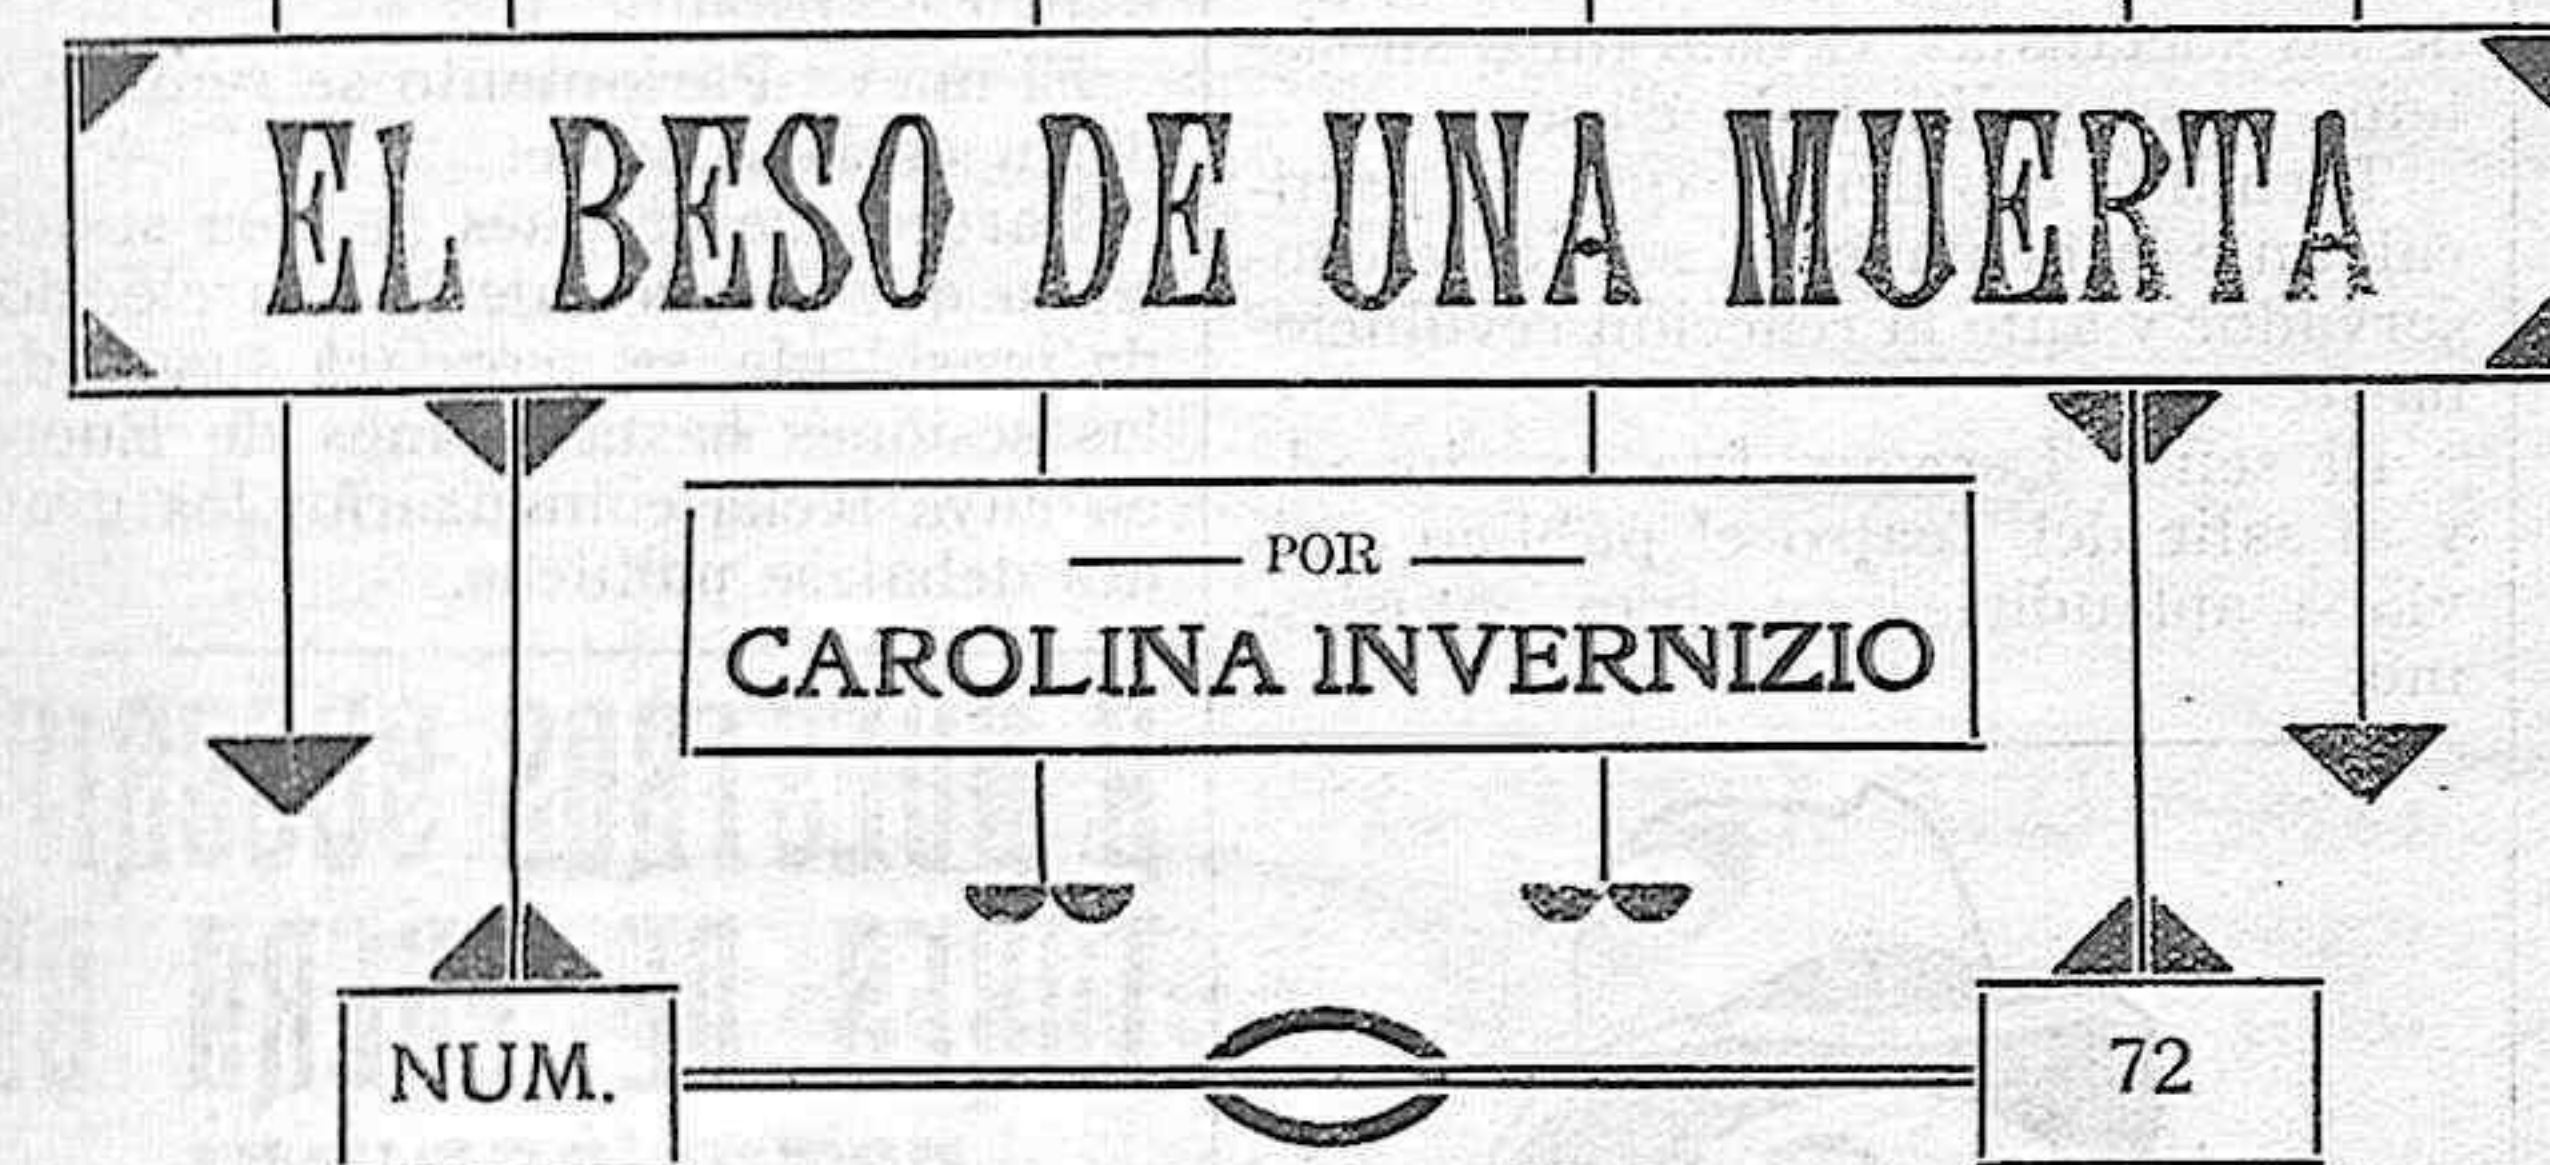 EL BESO DE UNA MUERTA
POR
CAROLINA INVERNIZIO
NUM. 72